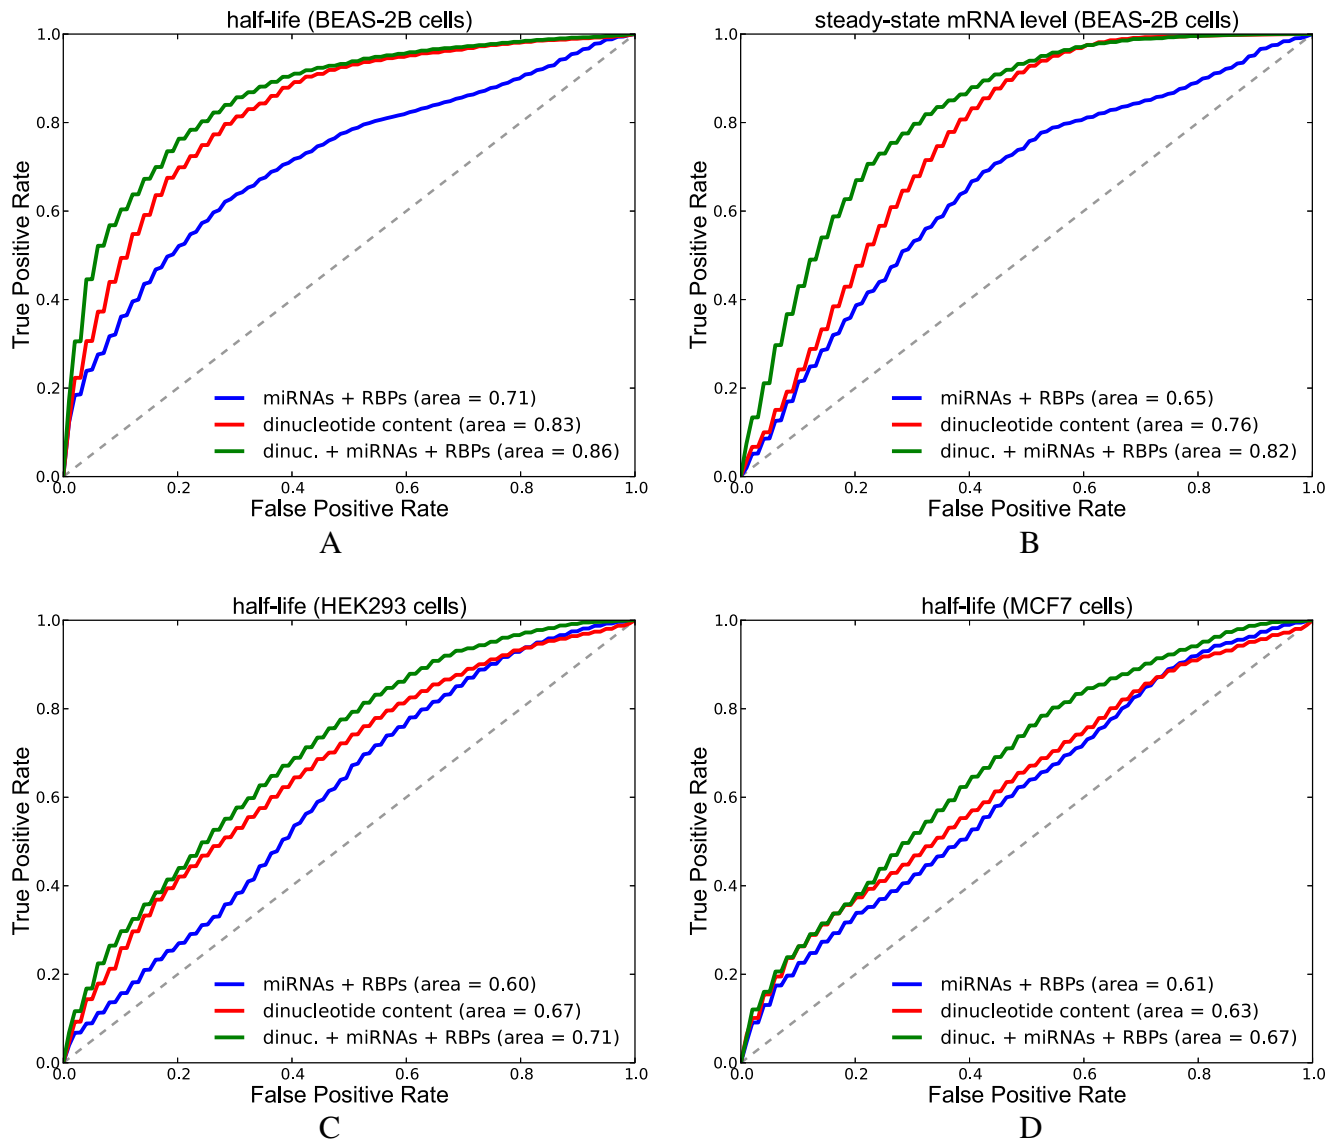 half-life (BEAS-2B cells)
1.0
0.8
0.6
0.4
0.2
0.0
True Positive Rate
miRNAs + RBPs (area = 0.71)
dinucleotide content (area = 0.83)
dinuc. + miRNAs + RBPs (area = 0.86)
0.0 0.2 0.4 0.6 0.8 1.0
False Positive Rate
A
steady-state mRNA level (BEAS-2B cells)
1.0
0.8
0.6
0.4
0.2
0.0
True Positive Rate
miRNAs + RBPs (area = 0.65)
dinucleotide content (area = 0.76)
dinuc. + miRNAs + RBPs (area = 0.82)
0.0 0.2 0.4 0.6 0.8 1.0
False Positive Rate
B
half-life (HEK293 cells)
1.0
0.8
0.6
0.4
0.2
0.0
True Positive Rate
miRNAs + RBPs (area = 0.60)
dinucleotide content (area = 0.67)
dinuc. + miRNAs + RBPs (area = 0.71)
0.0 0.2 0.4 0.6 0.8 1.0
False Positive Rate
C
half-life (MCF7 cells)
1.0
0.8
0.6
0.4
0.2
0.0
True Positive Rate
miRNAs + RBPs (area = 0.61)
dinucleotide content (area = 0.63)
dinuc. + miRNAs + RBPs (area = 0.67)
0.0 0.2 0.4 0.6 0.8 1.0
False Positive Rate
D